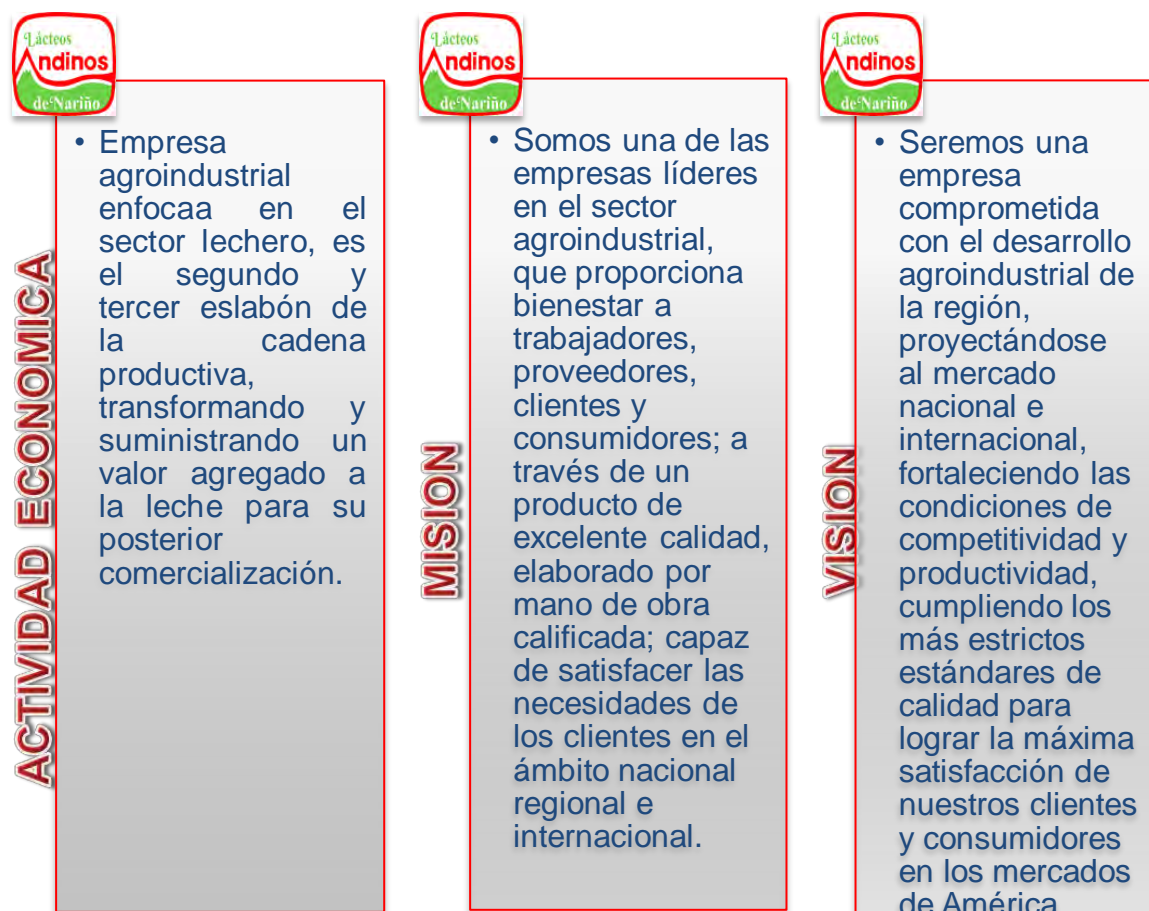 Lácteos
Andinos
de Nariño
ACTIVIDAD ECONOMICA
• Empresa
agroindustrial
enfocaa en el
sector lechero, es
el segundo y
tercer eslabón de
la cadena
productiva,
transformando y
suministrando un
valor agregado a
la leche para su
posterior
comercialización.
Lácteos
Andinos
de Nariño
MISION
• Somos una de las
empresas líderes
en el sector
agroindustrial,
que proporciona
bienestar a
trabajadores,
proveedores,
clientes y
consumidores; a
través de un
producto de
excelente calidad,
elaborado por
mano de obra
calificada; capaz
de satisfacer las
necesidades de
los clientes en el
ámbito nacional
regional e
internacional.
Lácteos
Andinos
de Nariño
VISION
• Seremos una
empresa
comprometida
con el desarrollo
agroindustrial de
la región,
proyectándose
al mercado
nacional e
internacional,
fortaleciendo las
condiciones de
competitividad y
productividad,
cumpliendo los
más estrictos
estándares de
calidad para
lograr la máxima
satisfacción de
nuestros clientes
y consumidores
en los mercados
de América